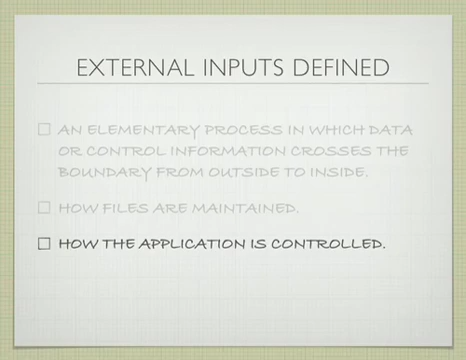 EXTERNAL INPUTS DEFINED
AN ELEMENTARY PROCESS IN WHICH DATA
OR CONTROL INFORMATION CROSSES THE
BOUNDARY FROM OUTSIDE TO INSIDE.
HOW FILES ARE MAINTAINED.
HOW THE APPLICATION IS CONTROLLED.